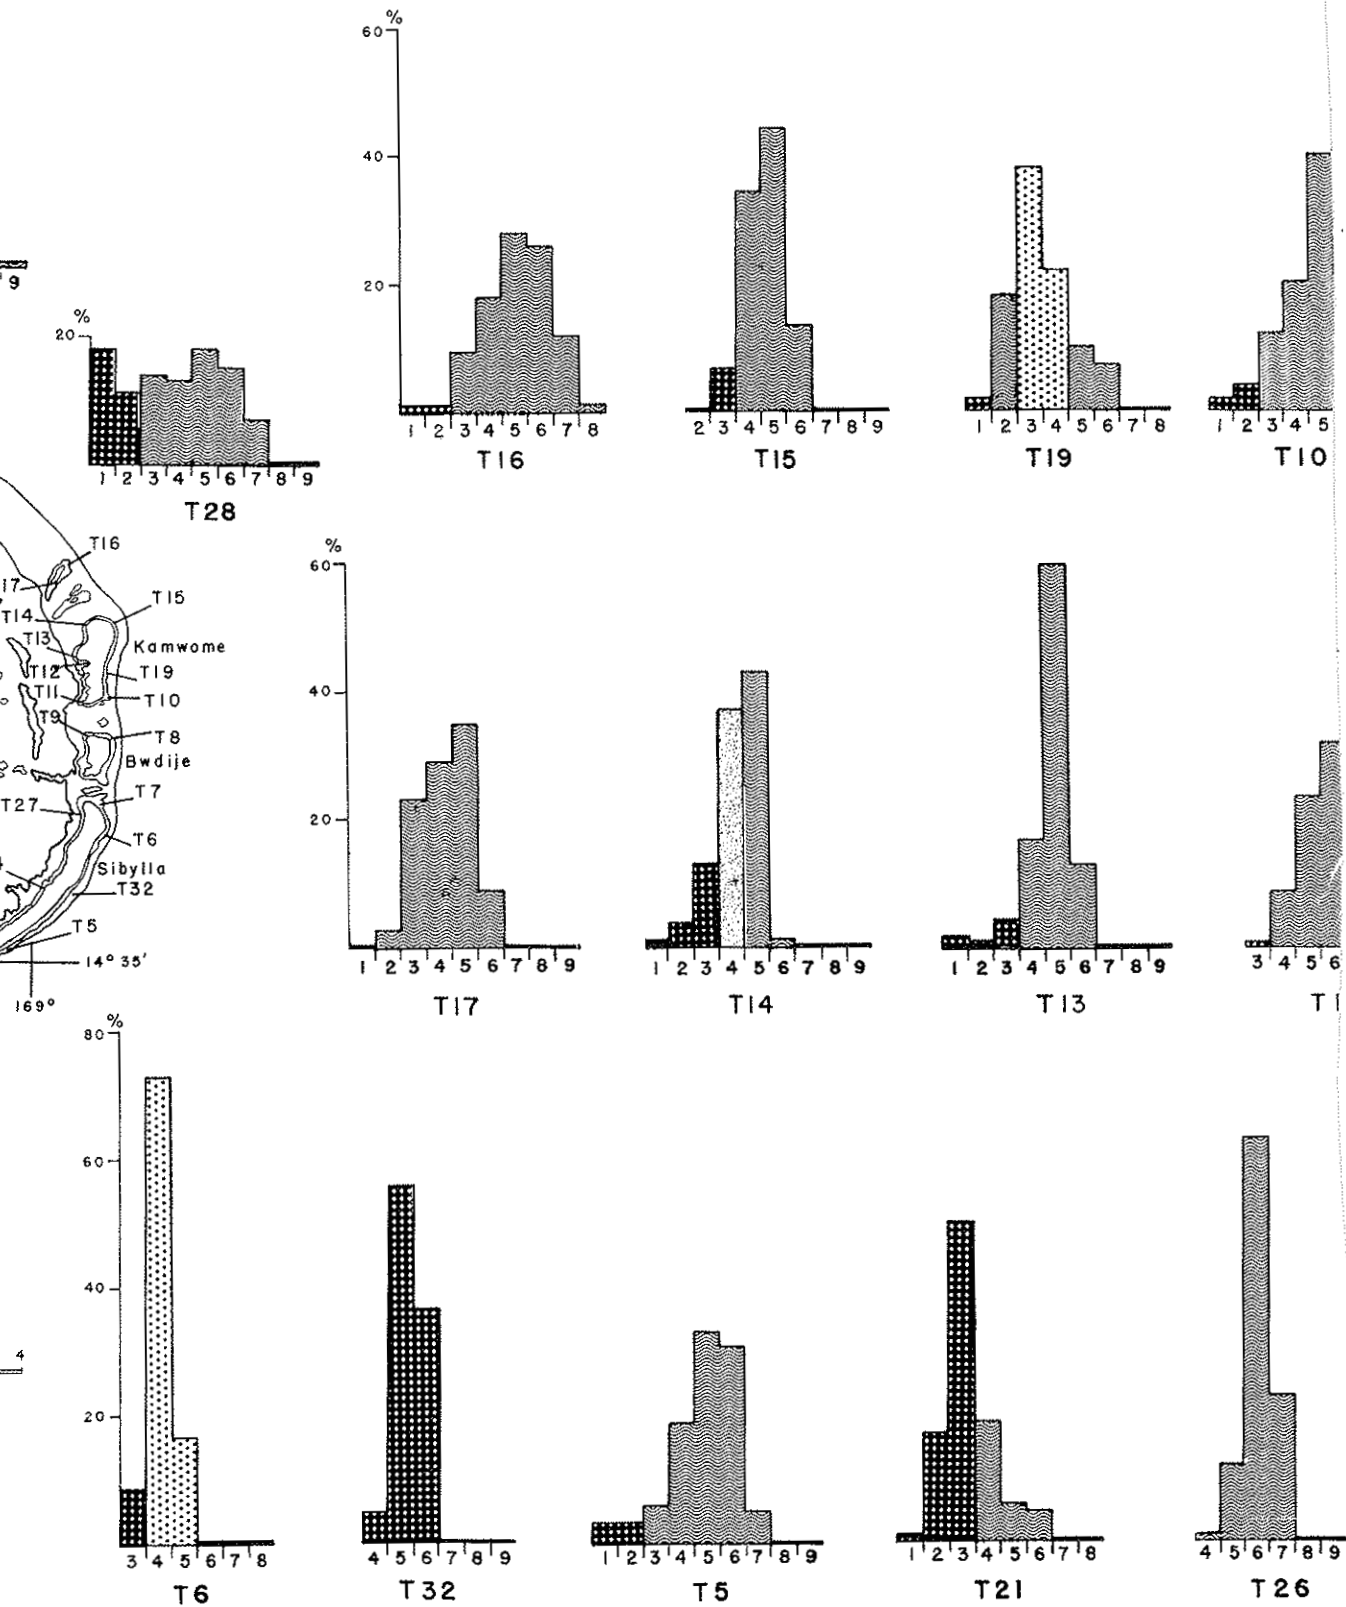 %
60
40
20
9
%
20
1 2 3 4 5 6 7 8 9
T28
1 2 3 4 5 6 7 8
T16
2 3 4 5 6 7 8 9
T15
1 2 3 4 5 6 7 8
T19
1 2 3 4 5
T10
T16
17
T15
T14
T13
Kamwome
T12
T19
T11
T10
T9
T8
Bwdije
T7
T27
T6
Sibylla
T32
T5
14° 35'
169°
%
60
40
20
1 2 3 4 5 6 7 8 9
T17
1 2 3 4 5 6 7 8 9
T14
1 2 3 4 5 6 7 8 9
T13
3 4 5 6
T1
%
80
60
40
20
4
3 4 5 6 7 8
T6
4 5 6 7 8 9
T32
1 2 3 4 5 6 7 8 9
T5
1 2 3 4 5 6 7 8
T21
4 5 6 7 8 9
T26